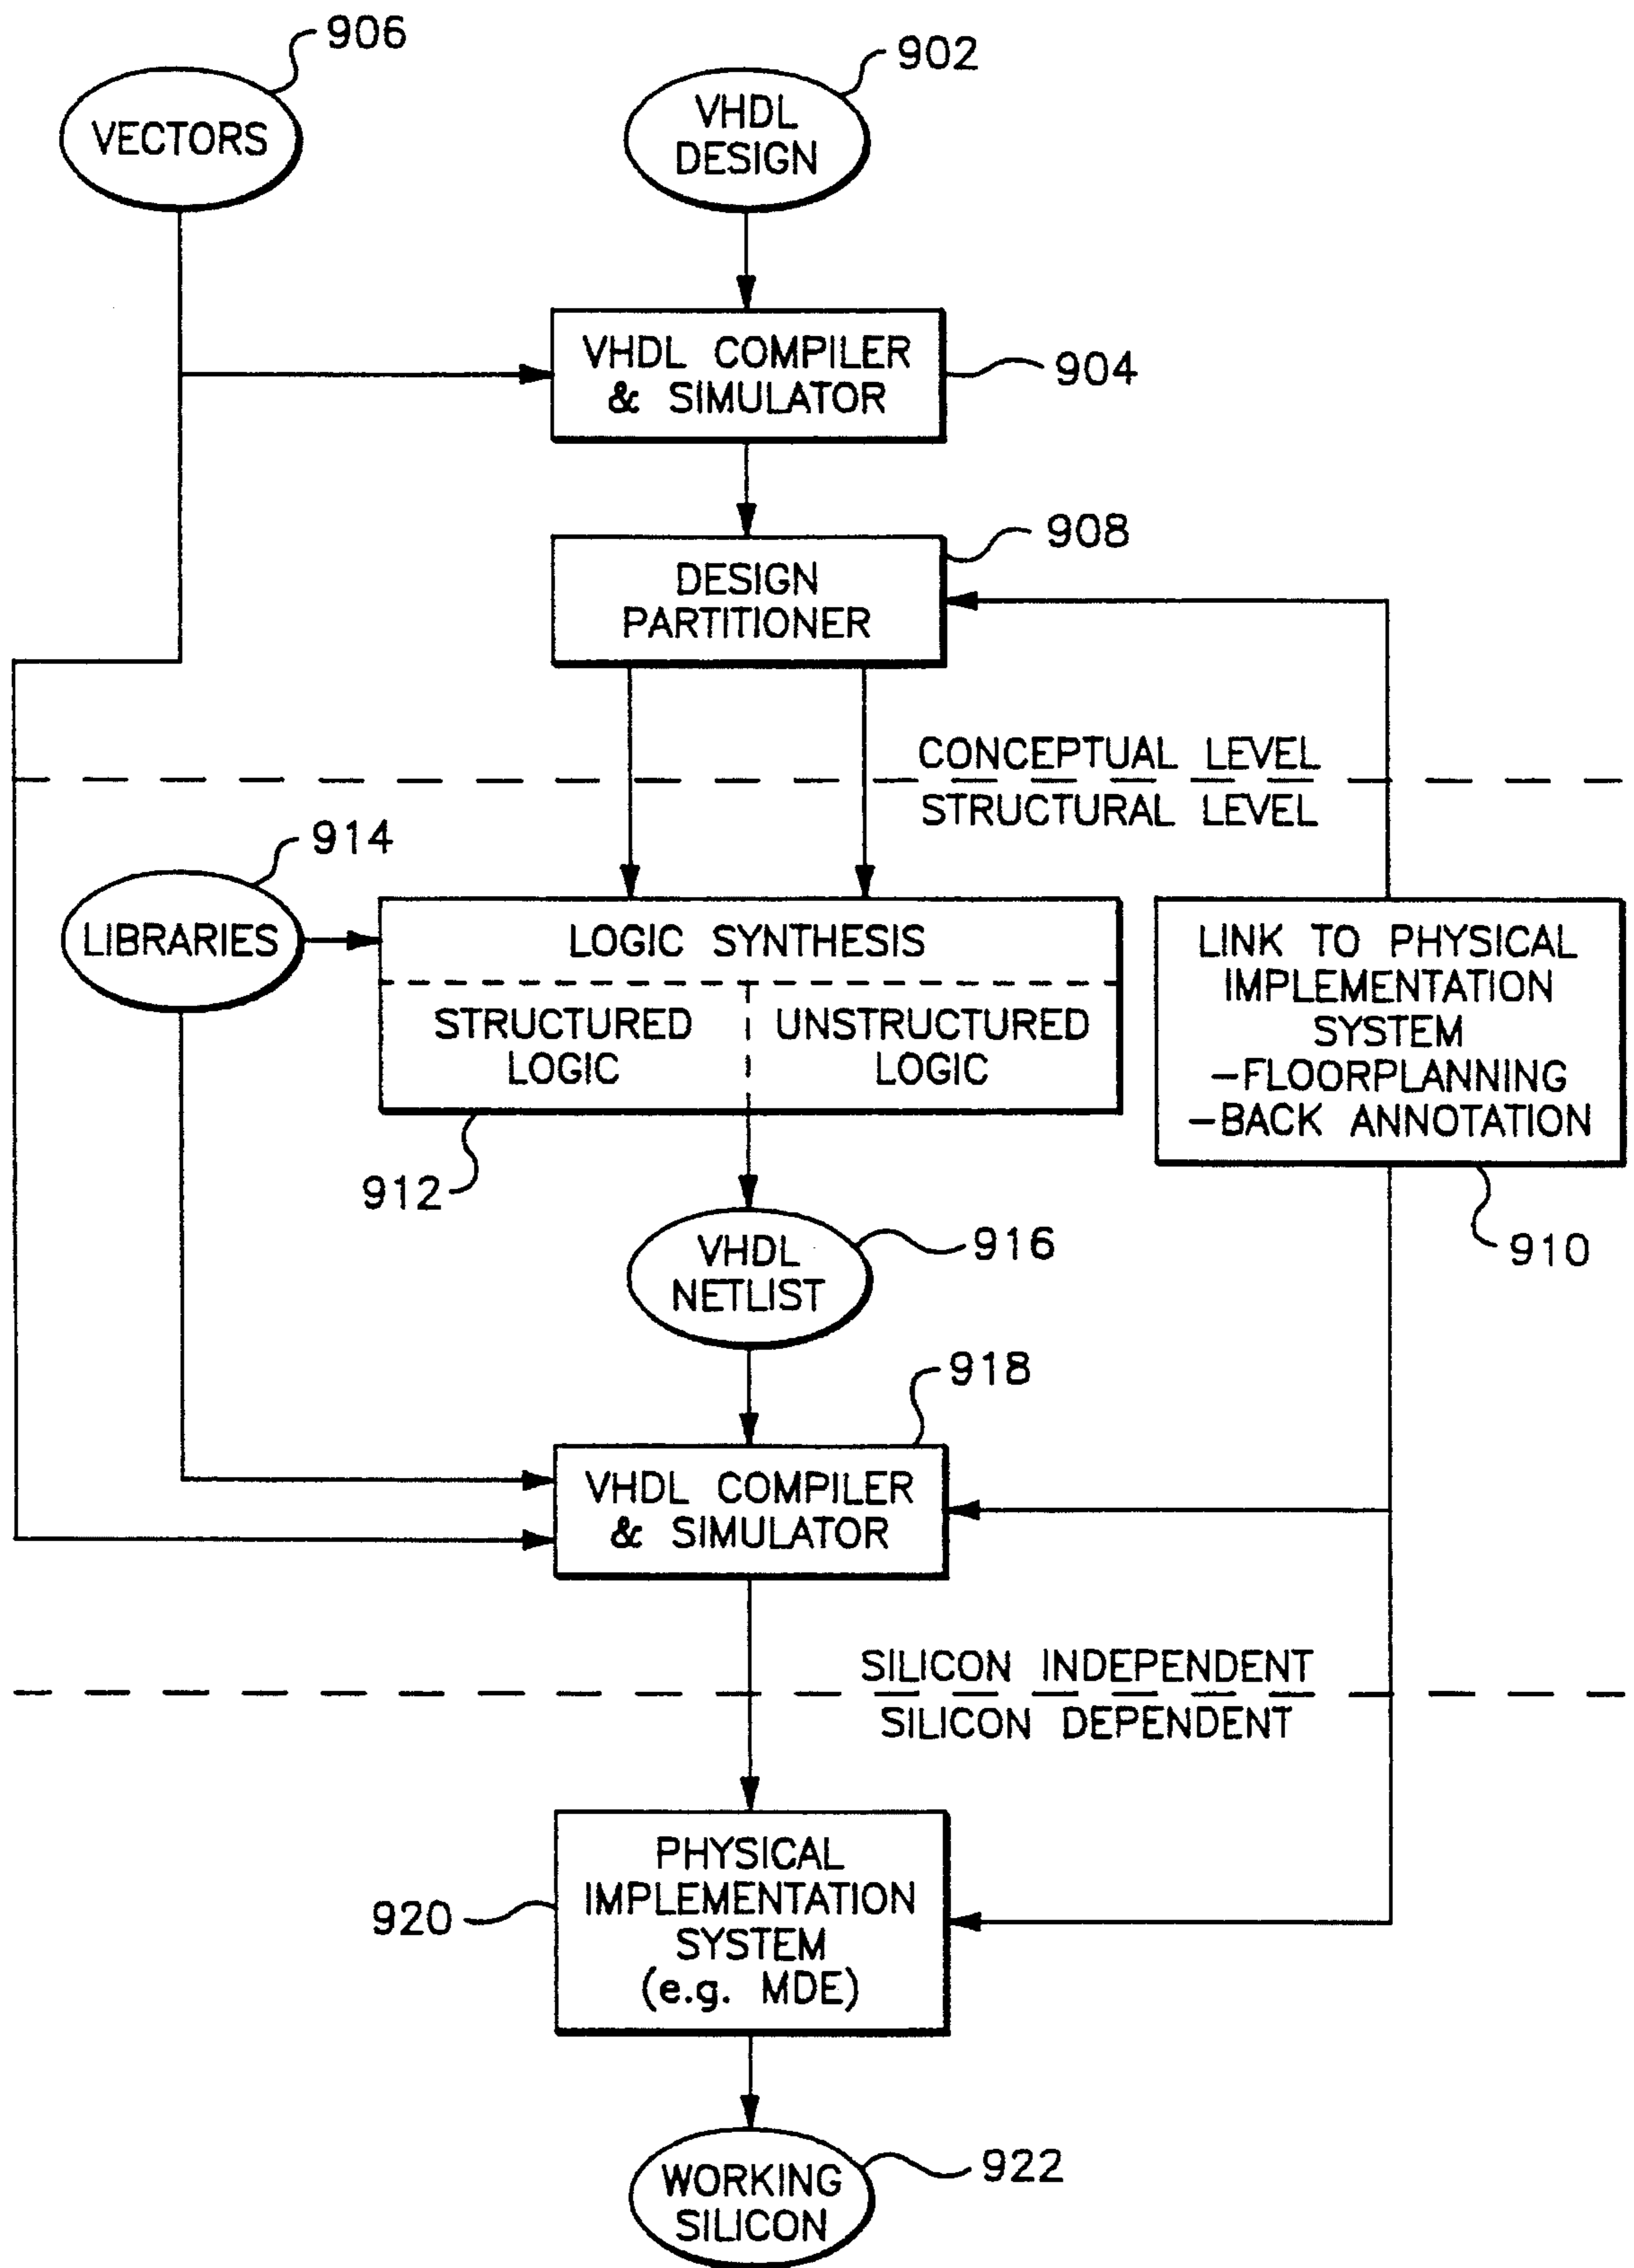 906
902
VECTORS
VHDL
DESIGN
VHDL COMPILER
& SIMULATOR
904
908
DESIGN
PARTITIONER
CONCEPTUAL LEVEL
STRUCTURAL LEVEL
914
LIBRARIES
LOGIC SYNTHESIS
STRUCTURED
LOGIC
UNSTRUCTURED
LOGIC
LINK TO PHYSICAL
IMPLEMENTATION
SYSTEM
-FLOORPLANNING
-BACK ANNOTATION
912
910
VHDL
NETLIST
916
918
VHDL COMPILER
& SIMULATOR
SILICON INDEPENDENT
SILICON DEPENDENT
PHYSICAL
IMPLEMENTATION
SYSTEM
(e.g. MDE)
920
WORKING
SILICON
922